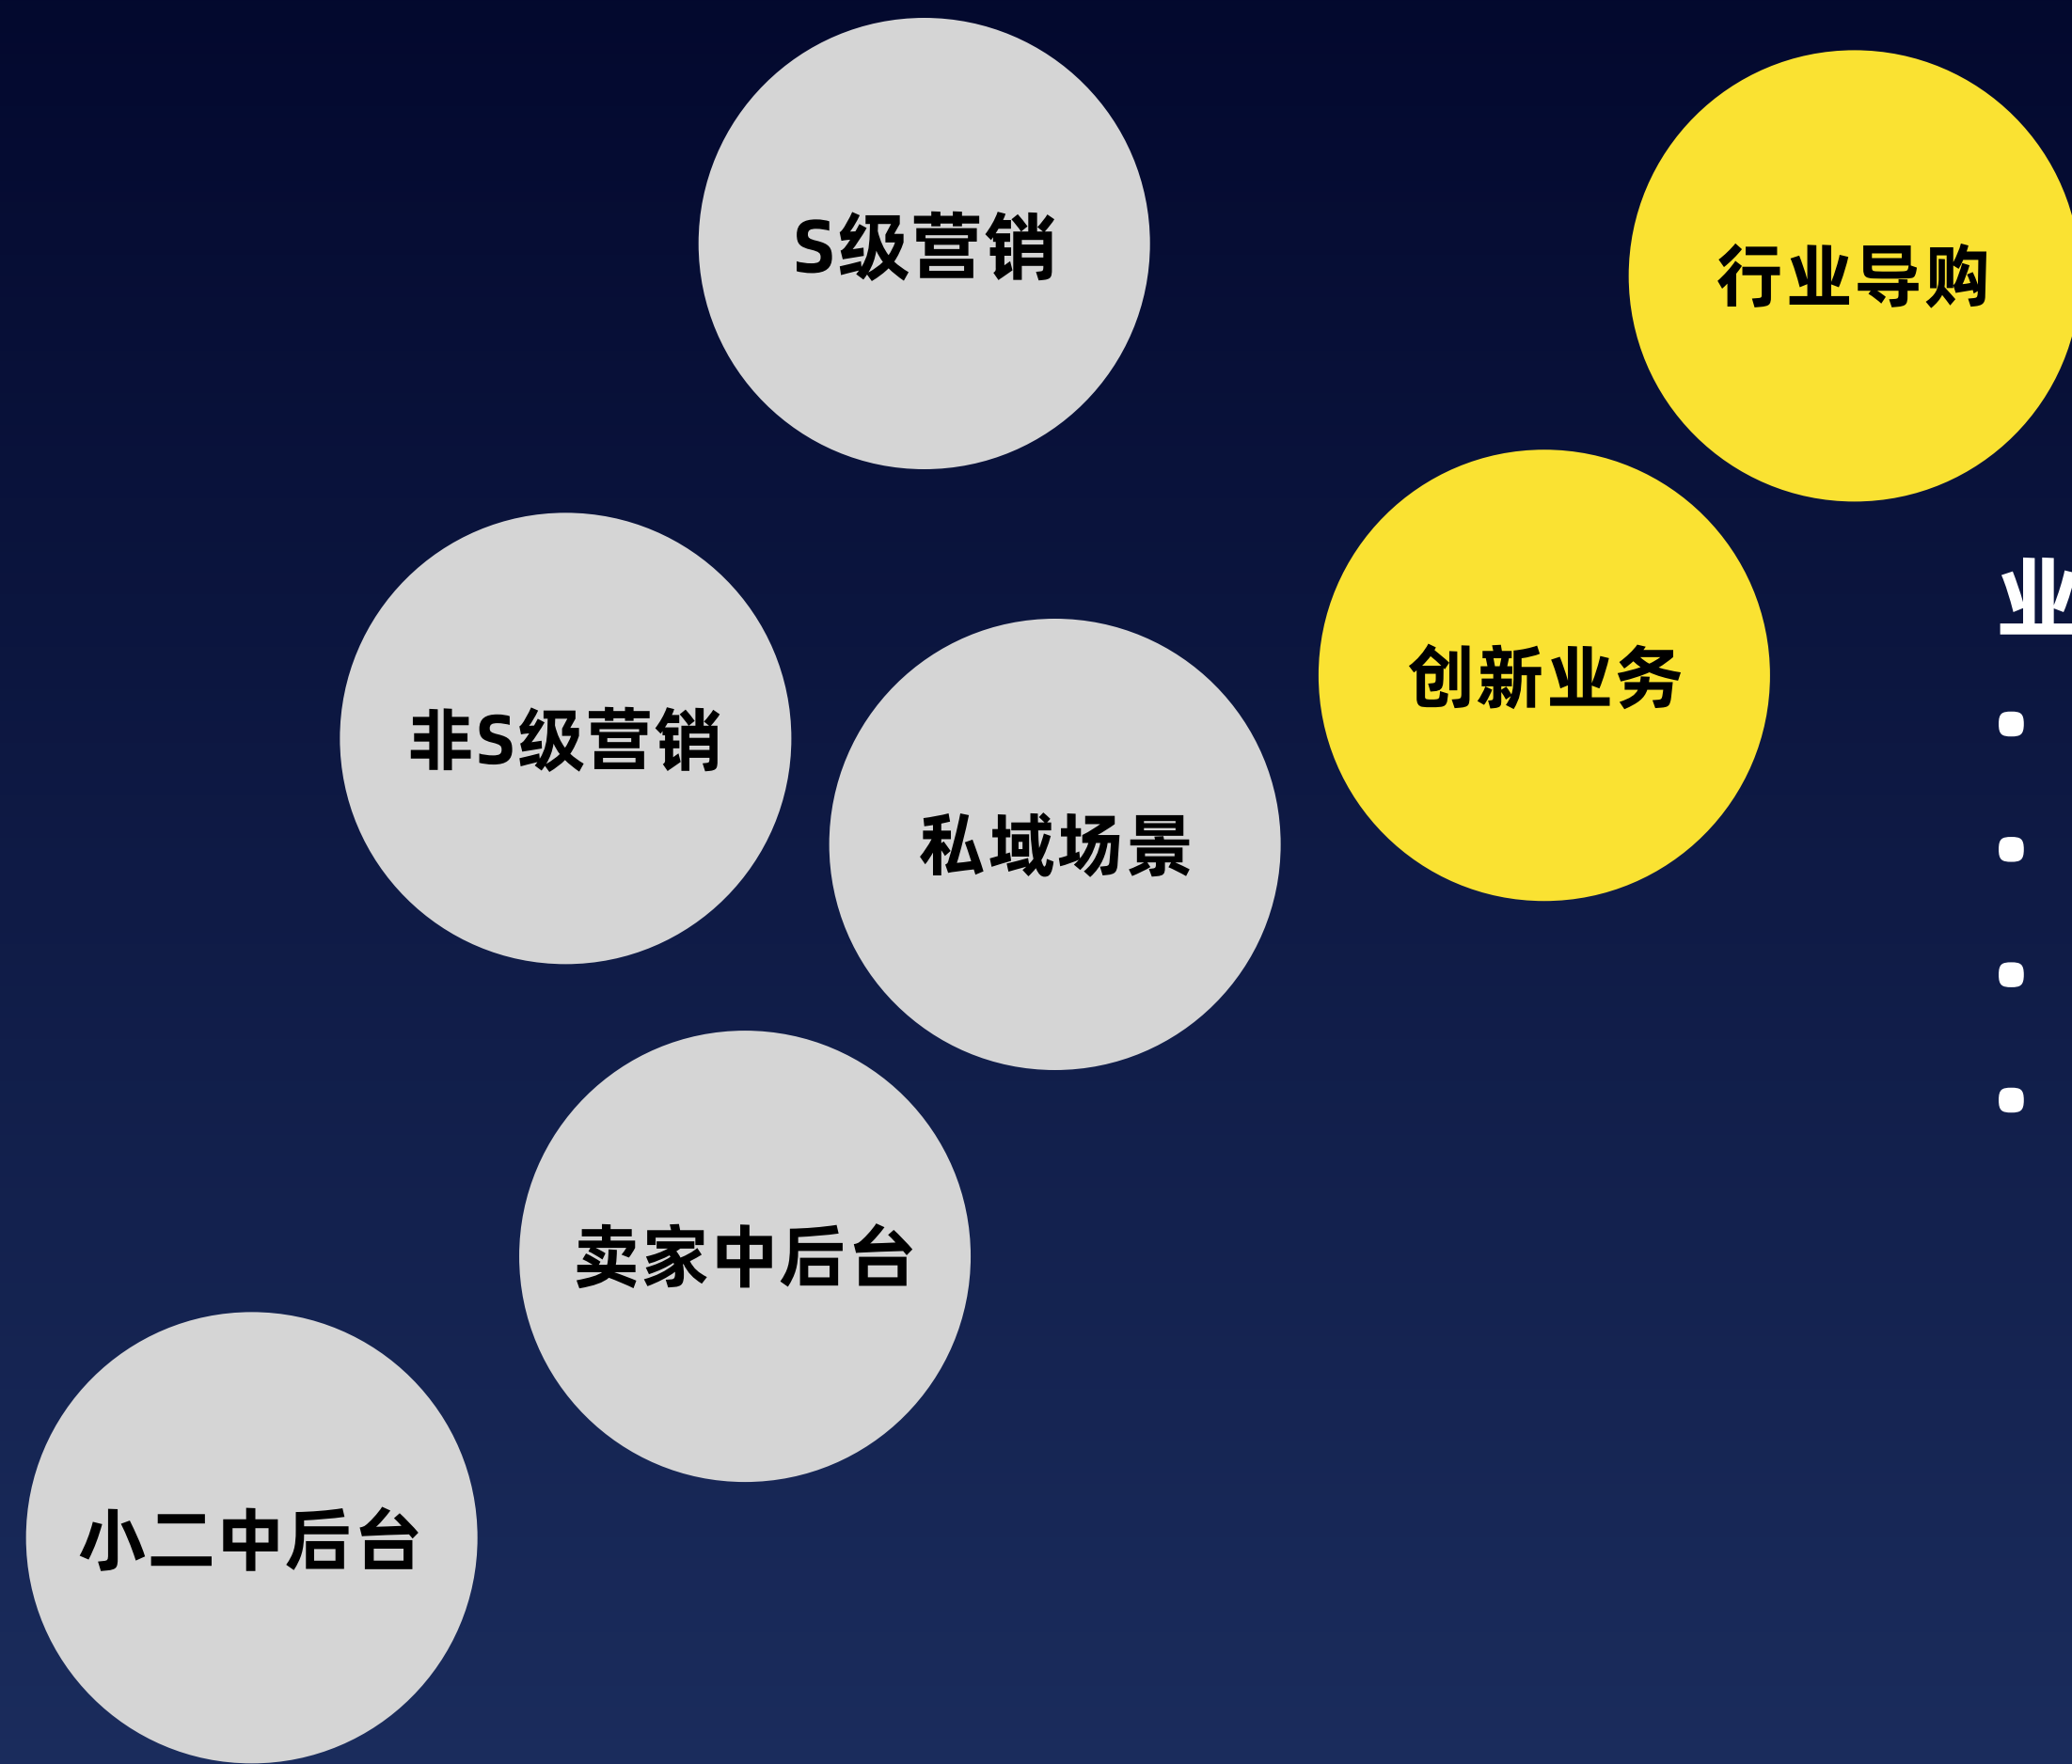 S级营销
行业导购
非S级营销
私域场景
创新业务
业
卖家中后台
小二中后台